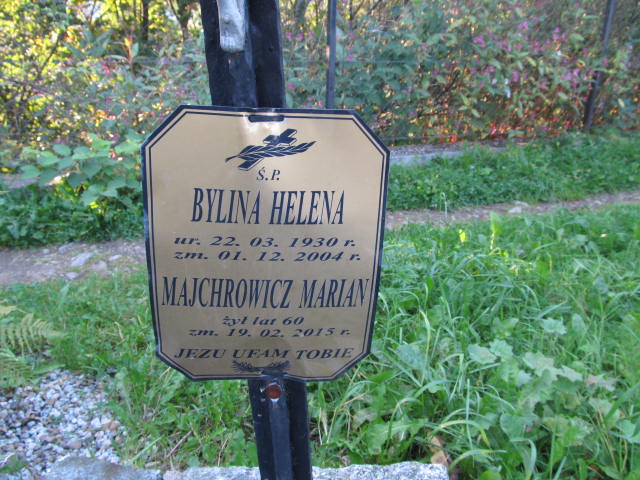 Ś.P.
BYLINA HELENA
ur. 22. 03. 1930 r.
zm. 01. 12. 2004 r.
MAJCHROWICZ MARIAN
żył lat 60
zm. 19. 02. 2015 r.
JEZU UFAM TOBIE